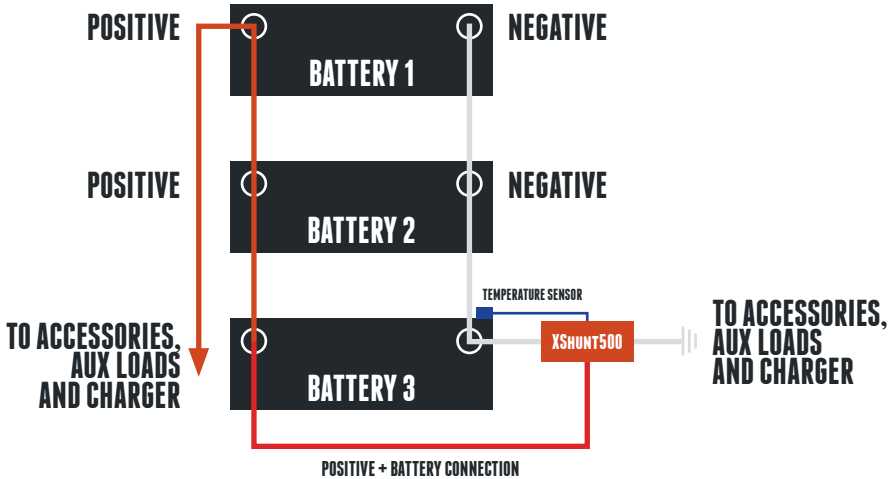 POSITIVE
NEGATIVE
BATTERY 1
POSITIVE
NEGATIVE
BATTERY 2
TEMPERATURE SENSOR
TO ACCESSORIES,
AUX LOADS
AND CHARGER
BATTERY 3
XSHUNT500
TO ACCESSORIES,
AUX LOADS
AND CHARGER
POSITIVE + BATTERY CONNECTION